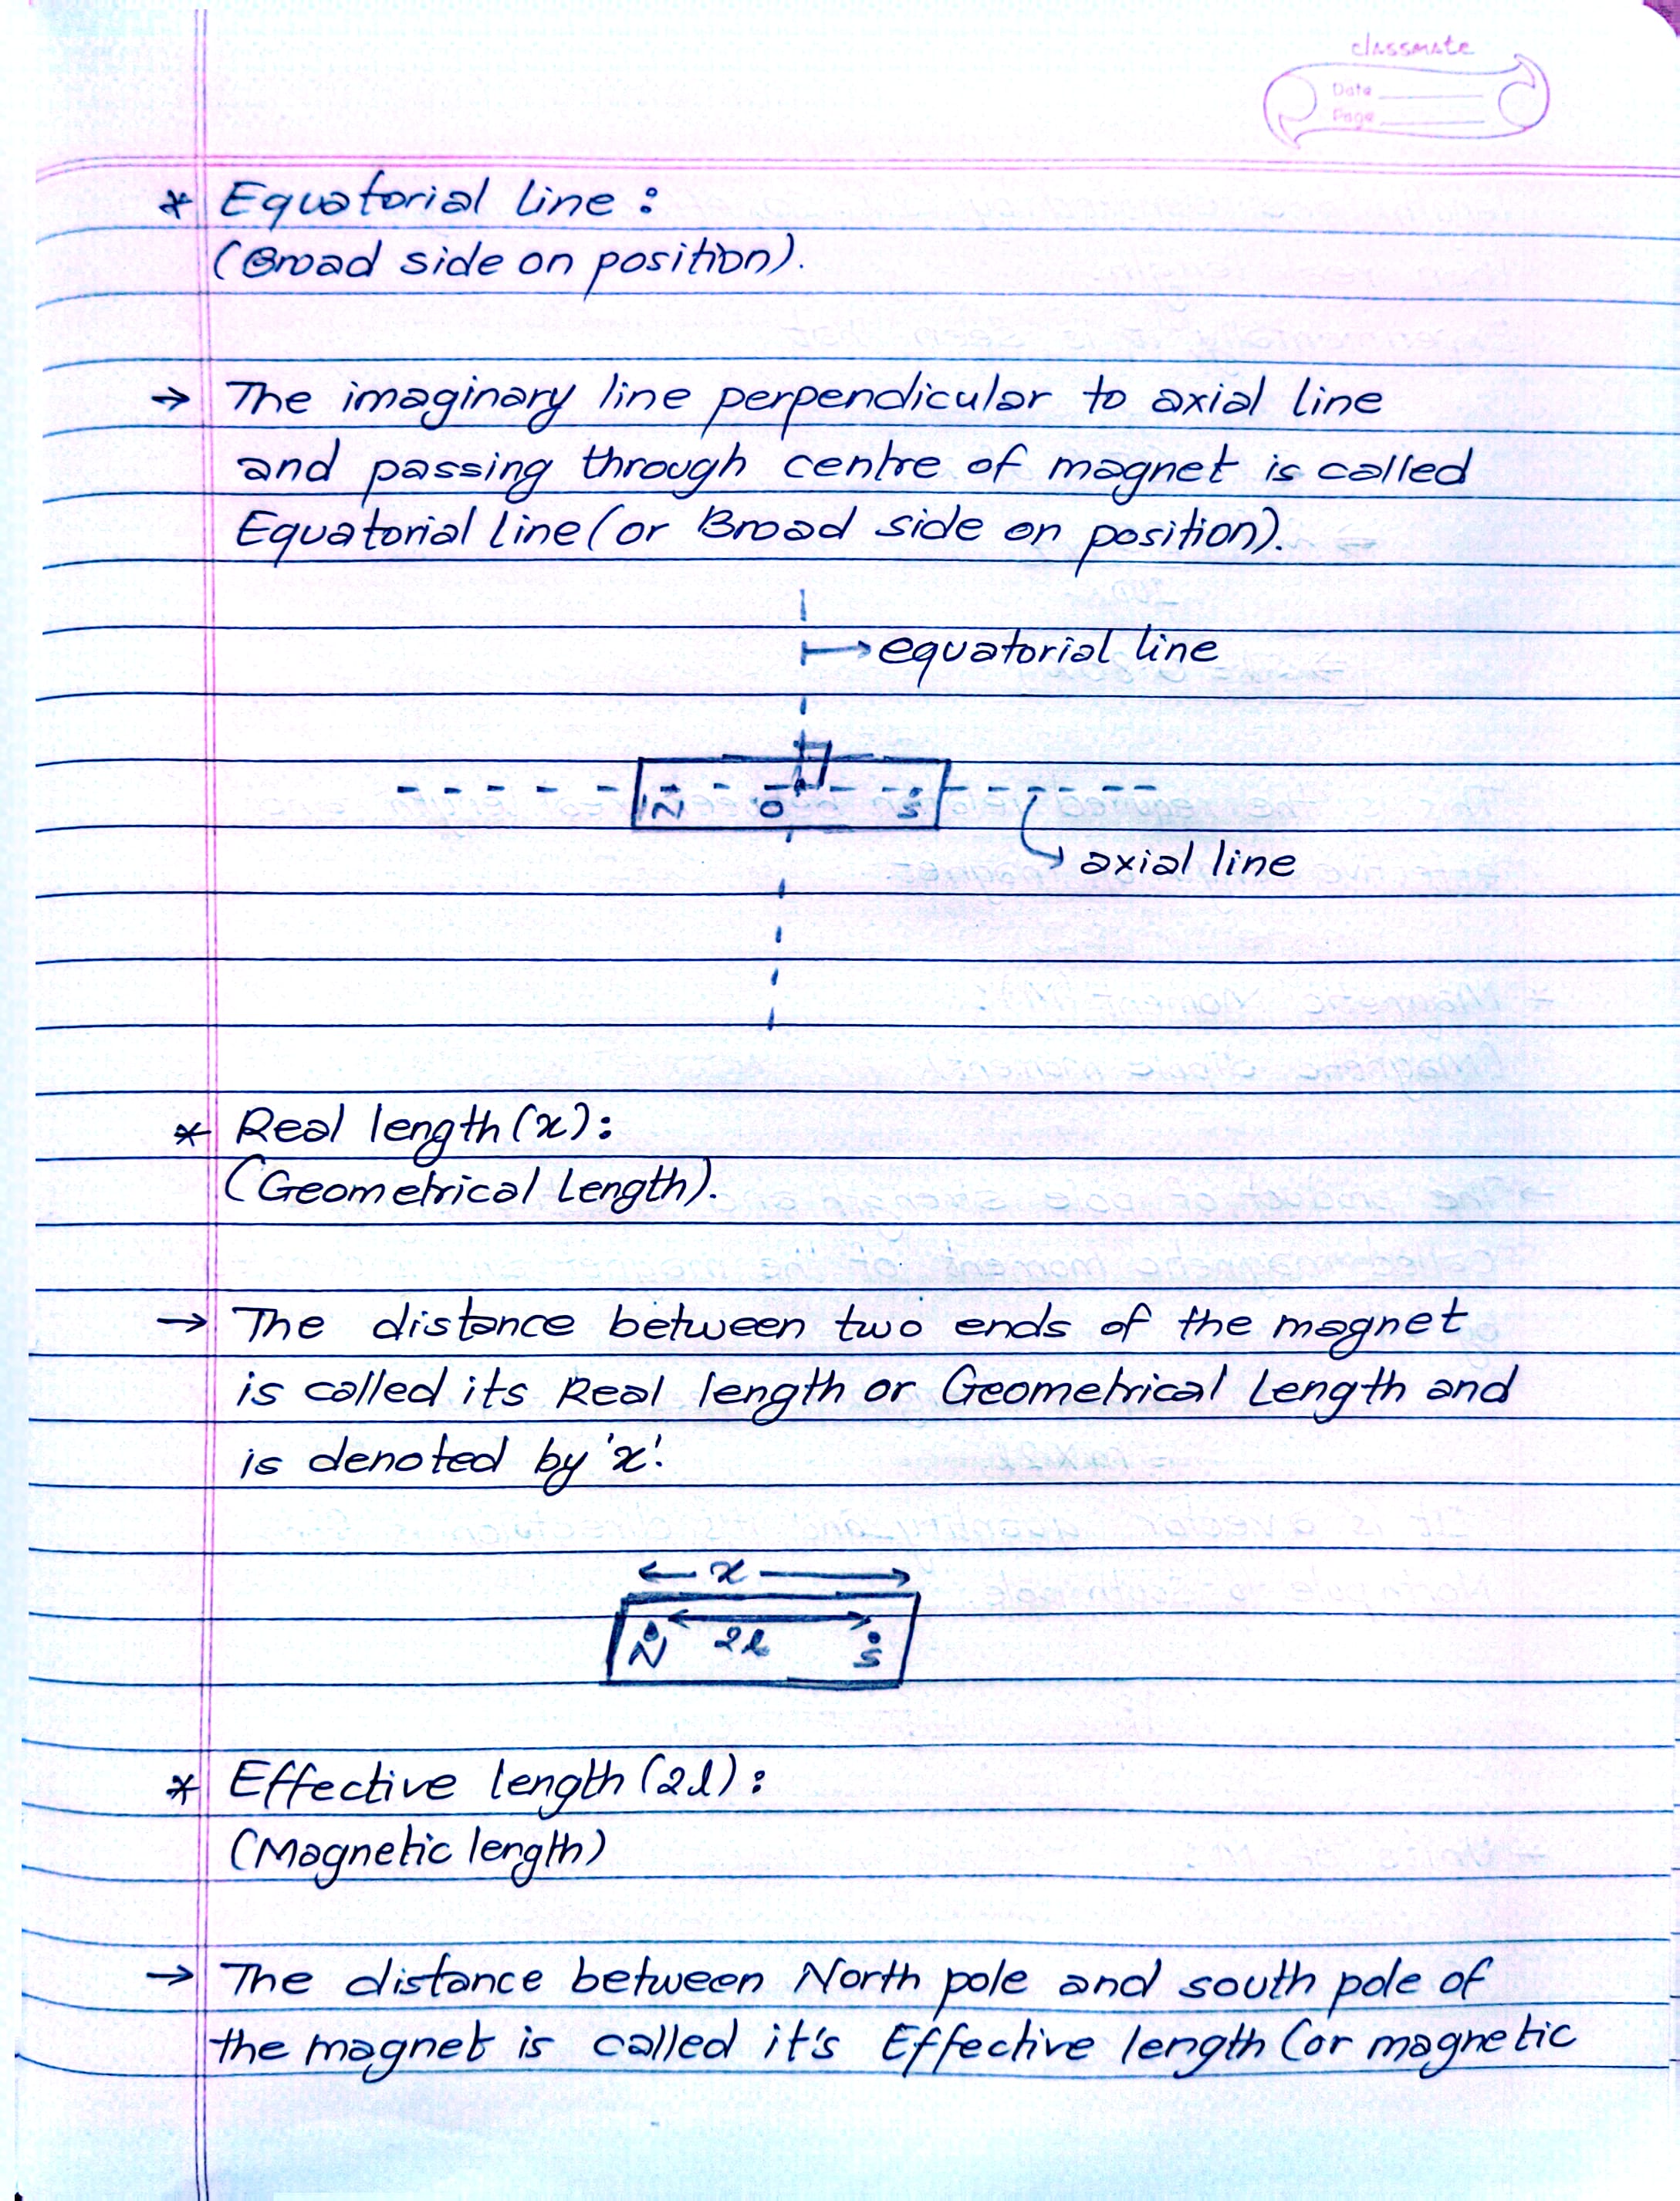 classmate
Date
Page
* Equatorial line :
(Broad side on position).
→ The imaginary line perpendicular to axial line
and passing through centre of magnet is called
Equatorial line (or Broad side on position).
equatorial line
N O S
axial line
* Real length (x) :
(Geometrical Length).
→ The distance between two ends of the magnet
is called its Real length or Geometrical Length and
is denoted by 'x'.
x
N 2l S
* Effective length (2l) :
(Magnetic length)
→ The distance between North pole and south pole of
the magnet is called it's Effective length (or magnetic